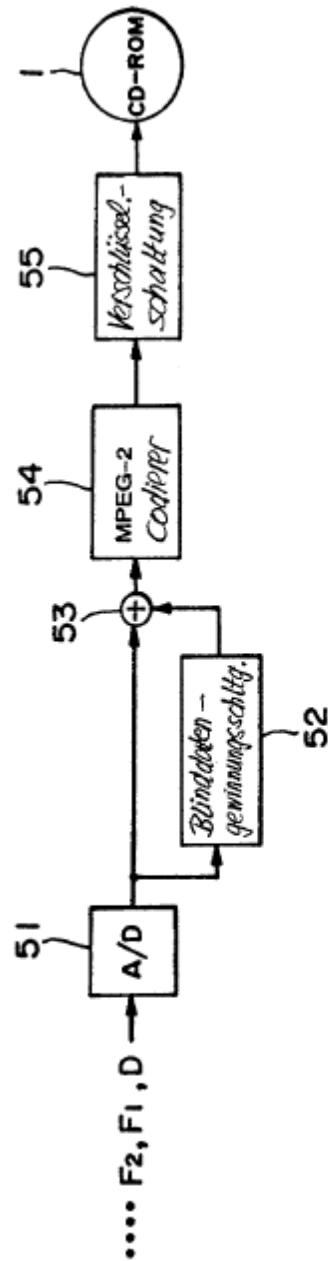 .... F2, F1, D
51
A/D
52
Blinddaten-
gewinnungsschltg.
53
+
54
MPEG-2
Codierer
55
Verschlüssel.-
schaltung
1
CD-ROM